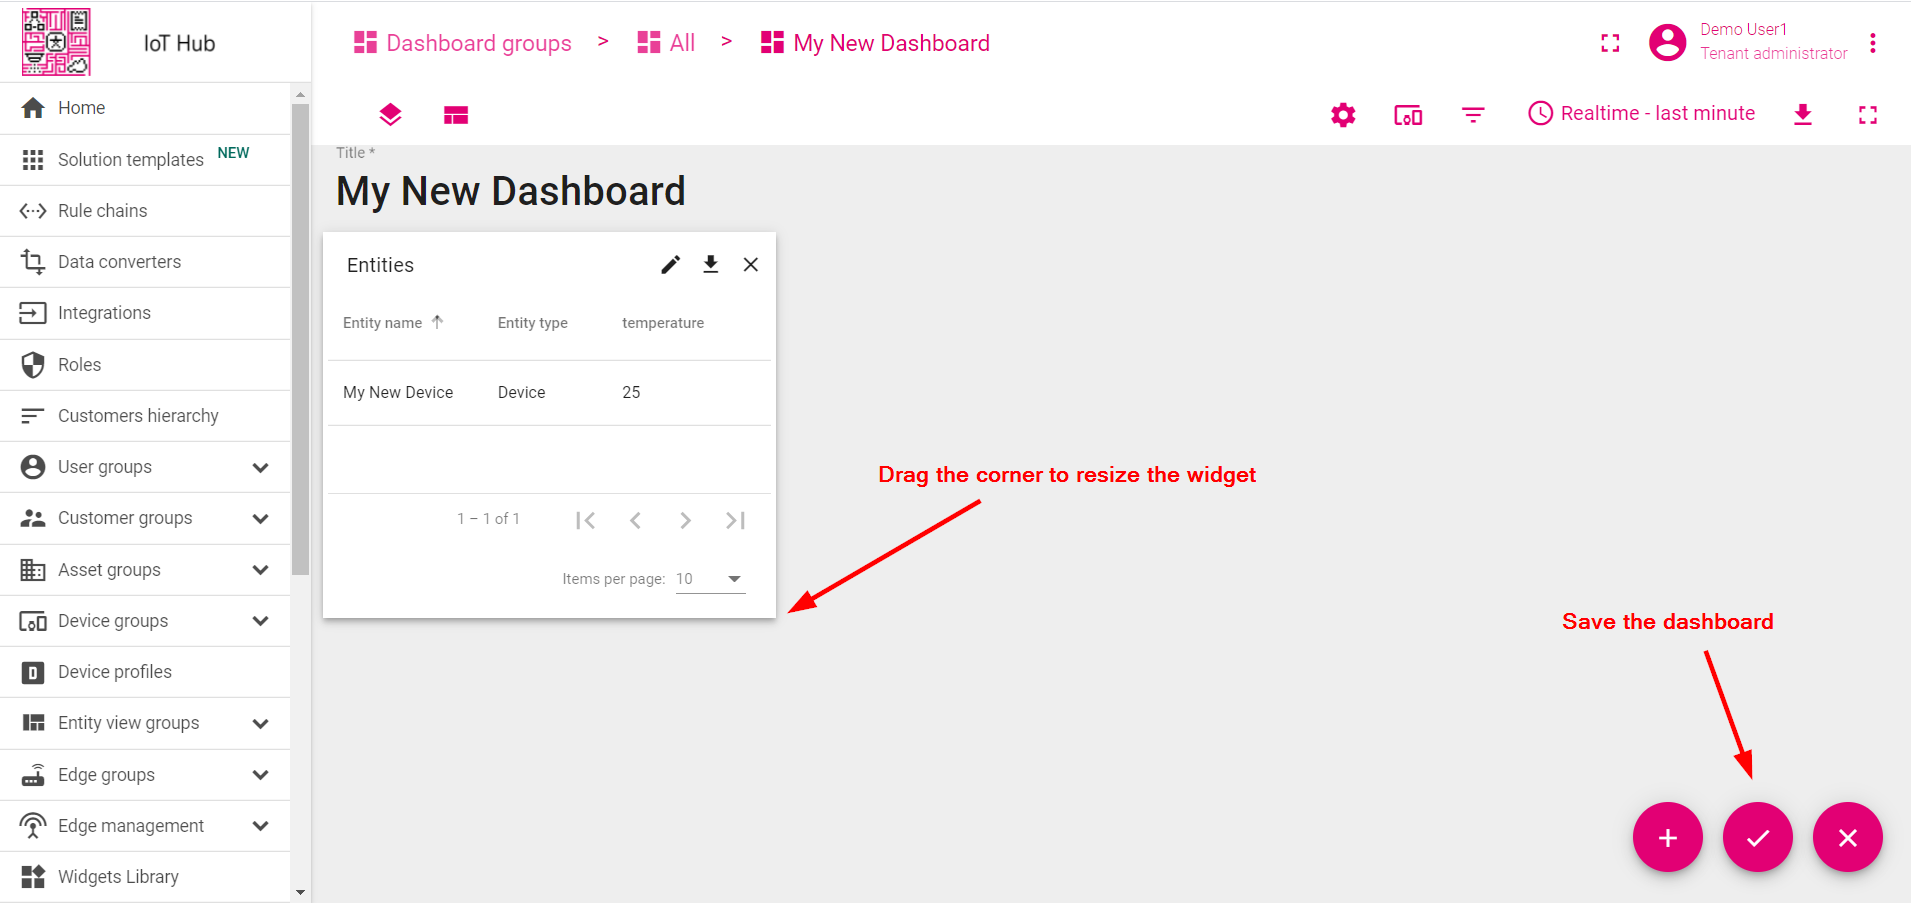 IoT Hub
Dashboard groups > All > My New Dashboard
Demo User1
Tenant administrator
Realtime - last minute
Home
Solution templates NEW
Rule chains
Data converters
Integrations
Roles
Customers hierarchy
User groups
Customer groups
Asset groups
Device groups
D Device profiles
Entity view groups
Edge groups
Edge management
Widgets Library
Title *
My New Dashboard
Entities
Entity name Entity type temperature
My New Device Device 25
1 – 1 of 1
Items per page: 10
Drag the corner to resize the widget
Save the dashboard